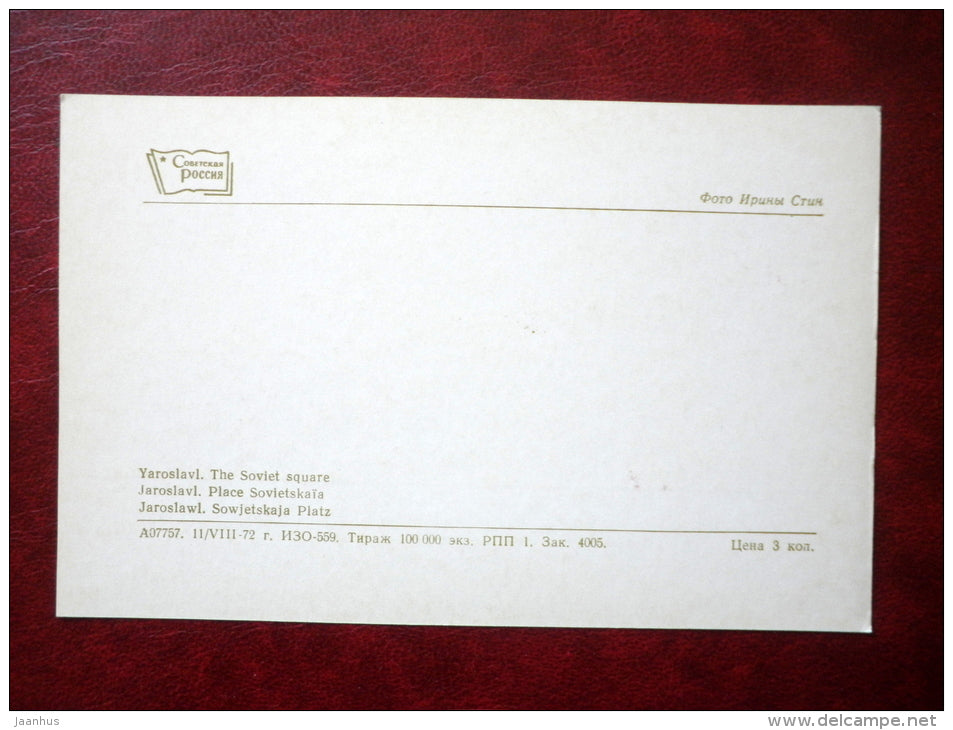 Советская
Россия
Фото Ирины Стин
Yaroslavl. The Soviet square
Jaroslavl. Place Sovietskaïa
Jaroslawl. Sowjetskaja Platz
А07757. 11/VIII-72 г. ИЗО-559. Тираж 100 000 экз. РПП 1. Зак. 4005.
Цена 3 коп.
jaanhus
www.delcampe.net